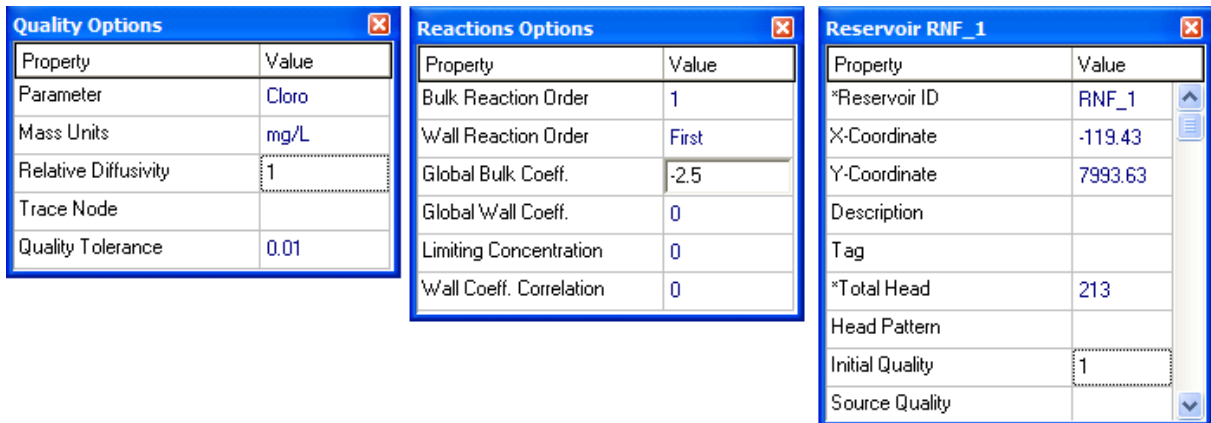 Quality Options
Property Value
Parameter Cloro
Mass Units mg/L
Relative Diffusivity 1
Trace Node
Quality Tolerance 0.01
Reactions Options
Property Value
Bulk Reaction Order 1
Wall Reaction Order First
Global Bulk Coeff. -2.5
Global Wall Coeff. 0
Limiting Concentration 0
Wall Coeff. Correlation 0
Reservoir RNF_1
Property Value
*Reservoir ID RNF_1
X-Coordinate -119.43
Y-Coordinate 7993.63
Description
Tag
*Total Head 213
Head Pattern
Initial Quality 1
Source Quality